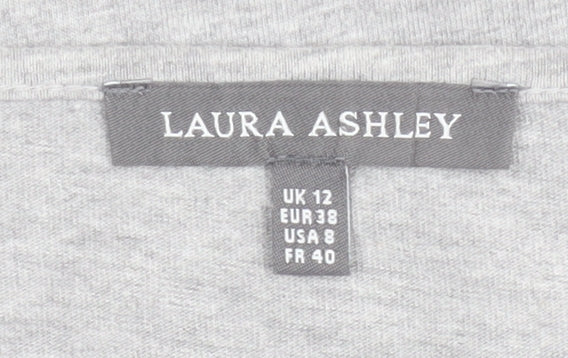 LAURA ASHLEY
UK 12
EUR 38
USA 8
FR 40